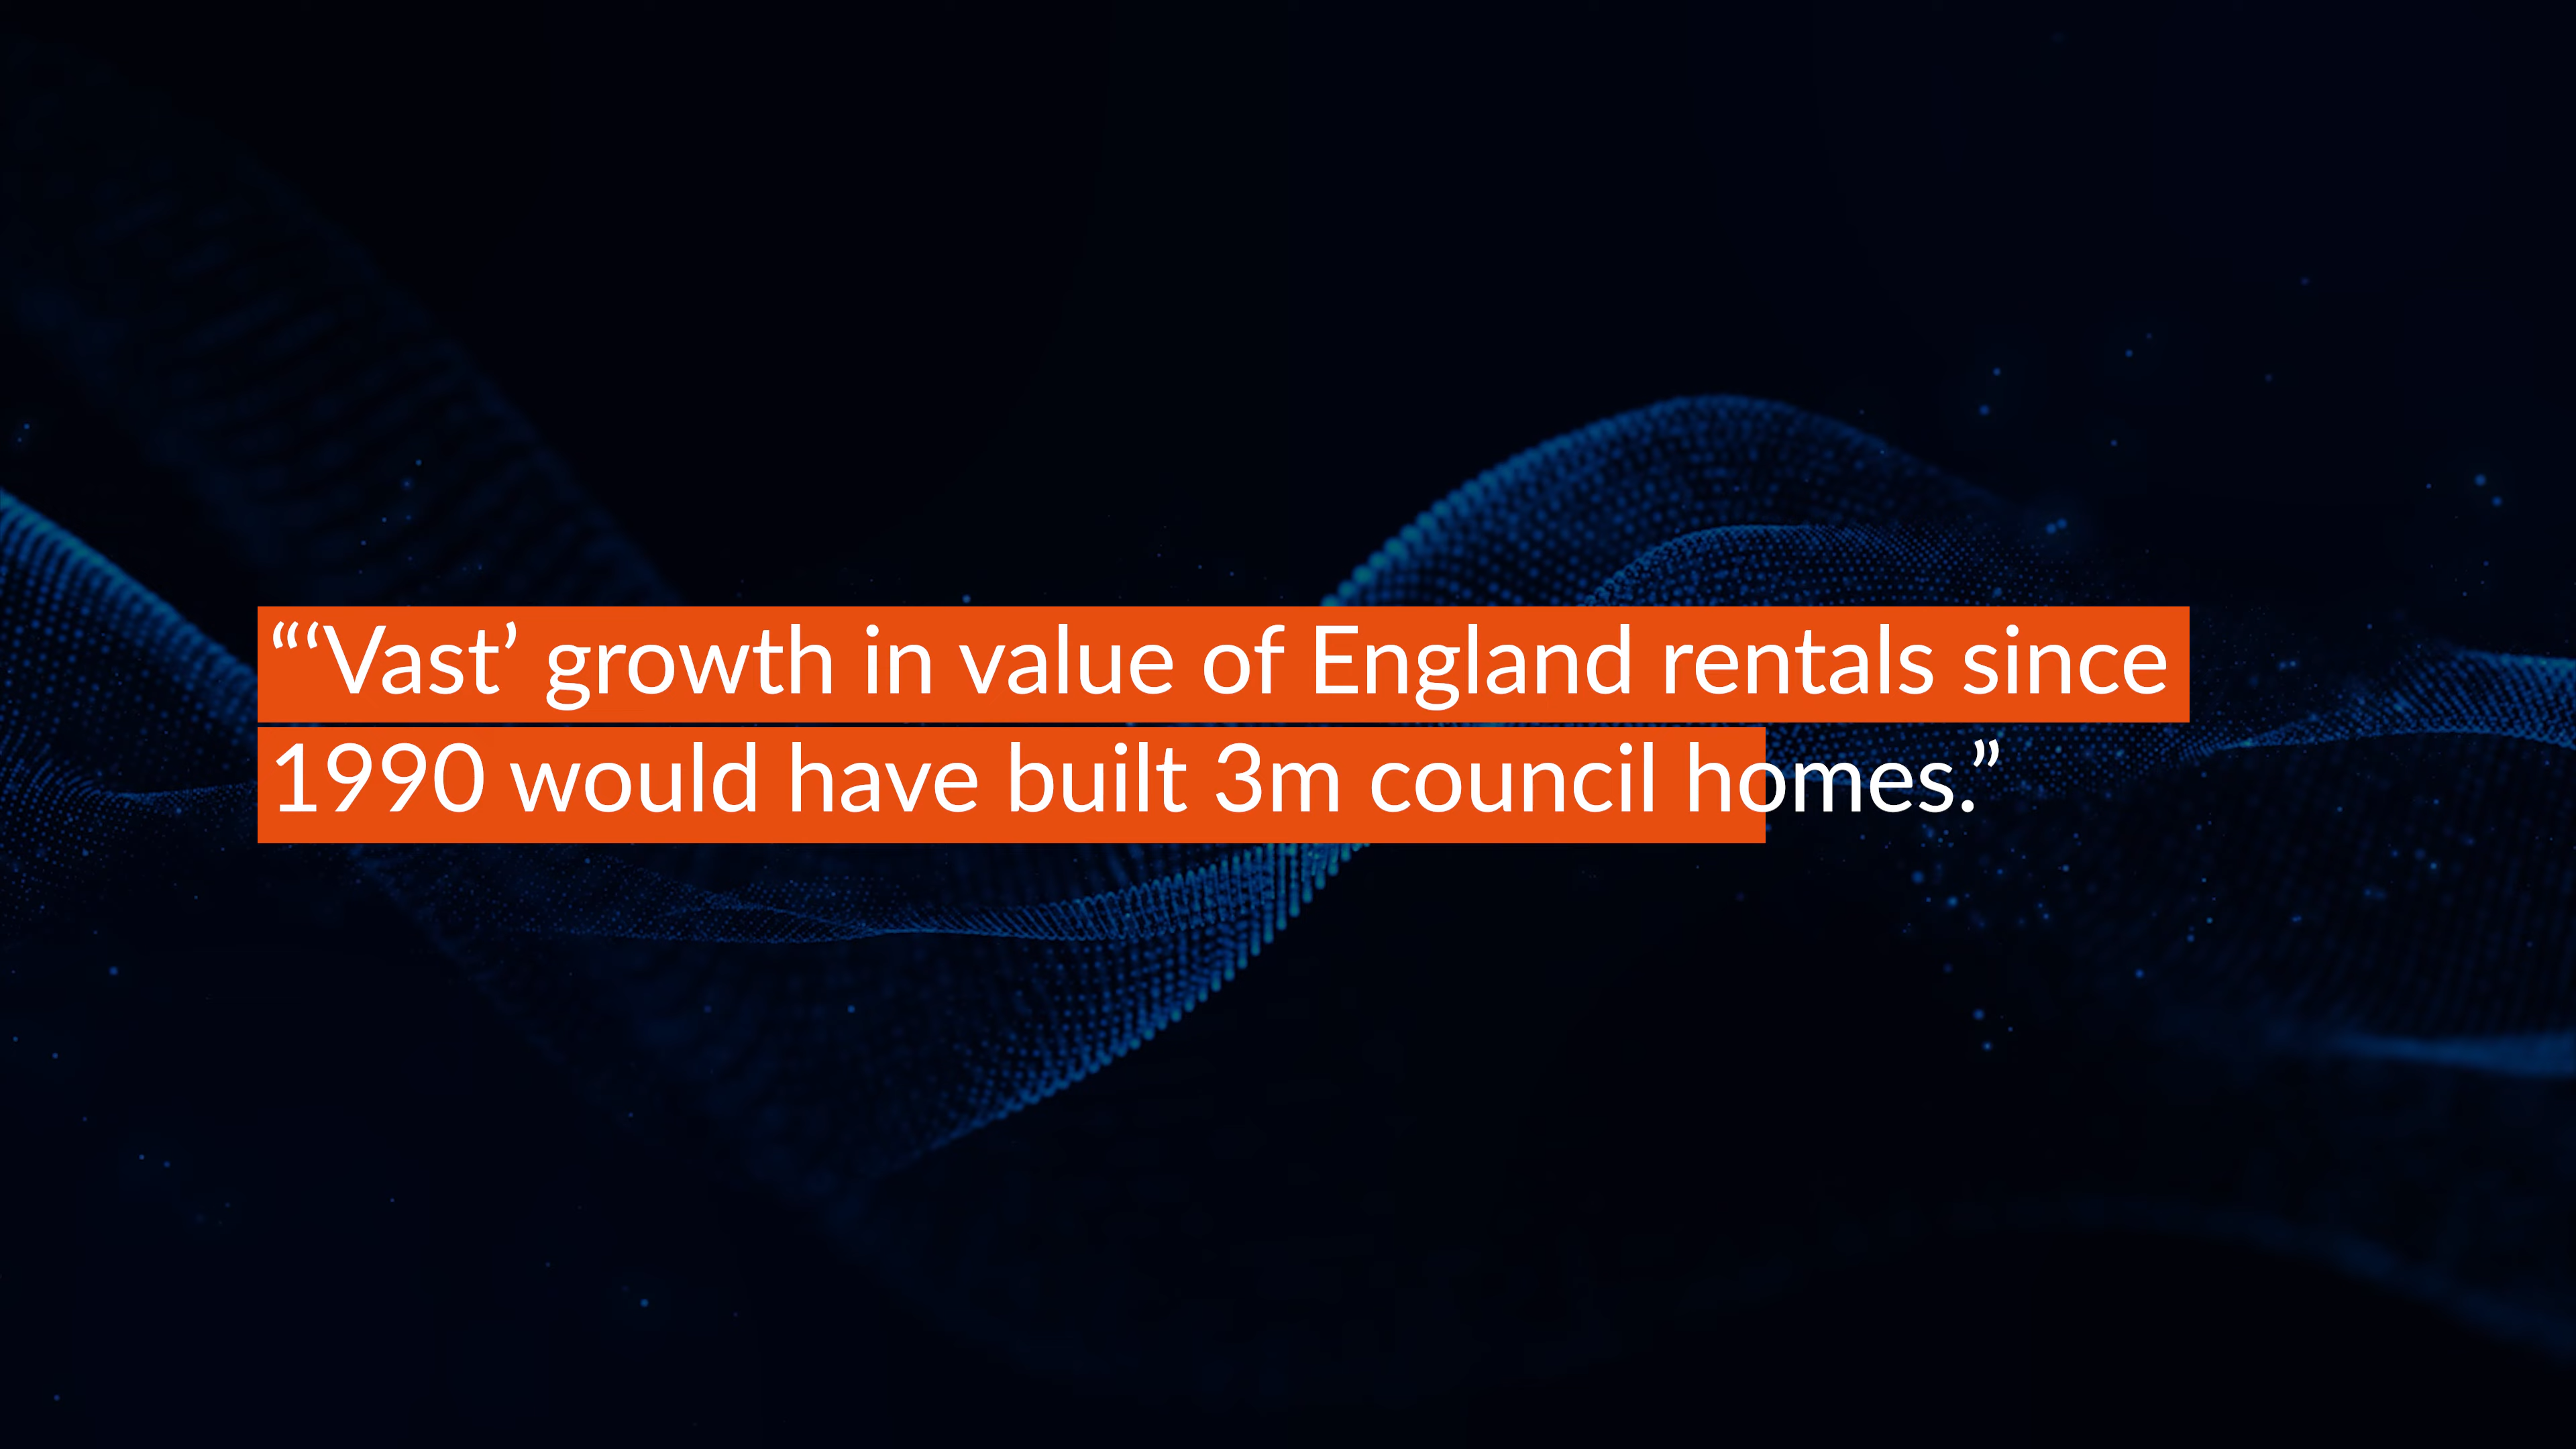 “‘Vast’ growth in value of England rentals since
1990 would have built 3m council homes.”